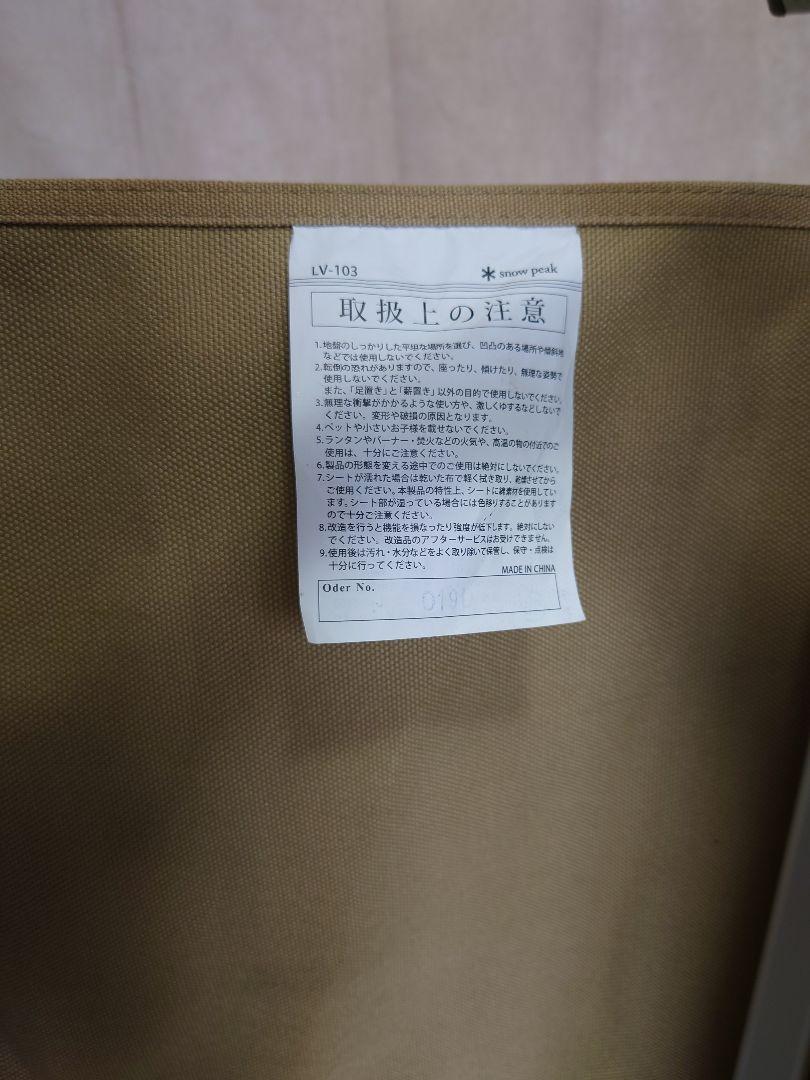 LV-103
snow peak
取扱上の注意
1.地盤のしっかりした平坦な場所を選び、凹凸のある場所や傾斜地
などでは使用しないでください。
2.転倒の恐れがありますので、座ったり、傾けたり、無理な姿勢で
使用しないでください。
また、「足置き」と「薪置き」以外の目的で使用しないでください。
3.無理な衝撃がかかるような使い方や、激しくゆするなどしないで
ください。変形や破損の原因となります。
4.ペットや小さいお子様を載せないでください。
5.ランタンやバーナー・焚火などの火気や、高温の物の付近でのご
使用は、十分にご注意ください。
6.製品の形態を変える途中でのご使用は絶対にしないでください。
7.シートが濡れた場合は乾いた布で軽く拭き取り、乾燥させてから
ご使用ください。本製品の特性上、シートに綿素材を使用してい
ます。シート部が湿っている場合には色移りすることがあります
ので十分ご注意ください。
8.改造を行うと機能を損なったり強度が低下します。絶対にしない
でください。改造品のアフターサービスはお受けできません。
9.使用後は汚れ・水分などをよく取り除いて保管し、保守・点検は
十分に行ってください。
MADE IN CHINA
Oder No.